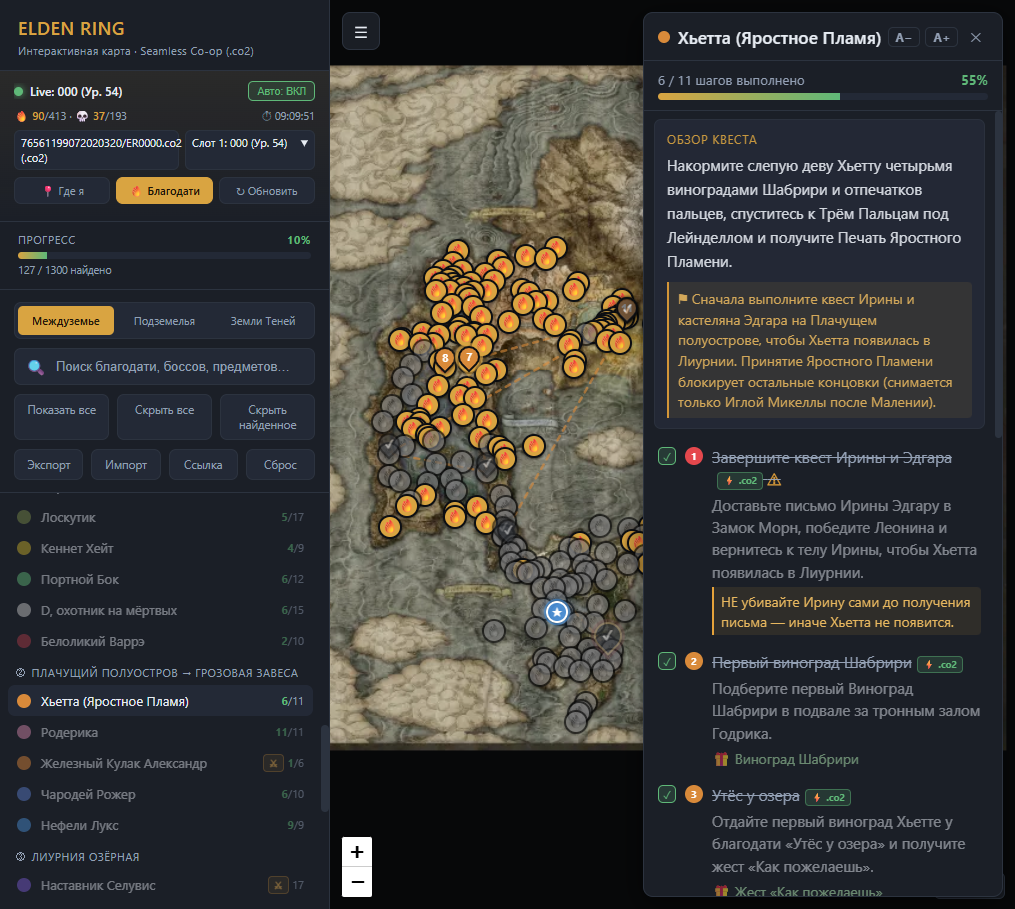 ELDEN RING
Интерактивная карта · Seamless Co-op (.co2)
Live: 000 (Ур. 54)
Авто: ВКЛ
90/413 · 37/193
09:09:51
76561199072020320/ER0000.co2
(.co2)
Слот 1: 000 (Ур. 54) ▼
Где я
Благодати
↻ Обновить
ПРОГРЕСС
10%
127 / 1300 найдено
Междуземье
Подземелья
Земли Теней
Поиск благодати, боссов, предметов...
Показать все
Скрыть все
Скрыть
найденное
Экспорт
Импорт
Ссылка
Сброс
Лоскутик 5/17
Кеннет Хейт 4/9
Портной Бок 6/12
D, охотник на мёртвых 6/15
Белоликий Варрэ 2/10
② ПЛАЧУЩИЙ ПОЛУОСТРОВ → ГРОЗОВАЯ ЗАВЕСА
Хьетта (Яростное Пламя) 6/11
Родерика 11/11
Железный Кулак Александр 1/6
Чародей Рожер 6/10
Нефели Лукс 9/9
③ ЛИУРНИЯ ОЗЁРНАЯ
Наставник Селувис 17
☰
8
7
+
−
Хьетта (Яростное Пламя)
A−
A+
×
6 / 11 шагов выполнено
55%
ОБЗОР КВЕСТА
Накормите слепую деву Хьетту четырьмя
виноградами Шабрири и отпечатков
пальцев, спуститесь к Трём Пальцам под
Лейнделлом и получите Печать Яростного
Пламени.
⚑ Сначала выполните квест Ирины и
кастеляна Эдгара на Плачущем
полуострове, чтобы Хьетта появилась в
Лиурнии. Принятие Яростного Пламени
блокирует остальные концовки (снимается
только Иглой Микеллы после Малении).
1 Завершите квест Ирины и Эдгара
.co2
Доставьте письмо Ирины Эдгару в
Замок Морн, победите Леонина и
вернитесь к телу Ирины, чтобы Хьетта
появилась в Лиурнии.
НЕ убивайте Ирину сами до получения
письма — иначе Хьетта не появится.
2 Первый виноград Шабрири .co2
Подберите первый Виноград
Шабрири в подвале за тронным залом
Годрика.
Виноград Шабрири
3 Утёс у озера .co2
Отдайте первый виноград Хьетте у
благодати «Утёс у озера» и получите
жест «Как пожелаешь».
Жест «Как пожелаешь»